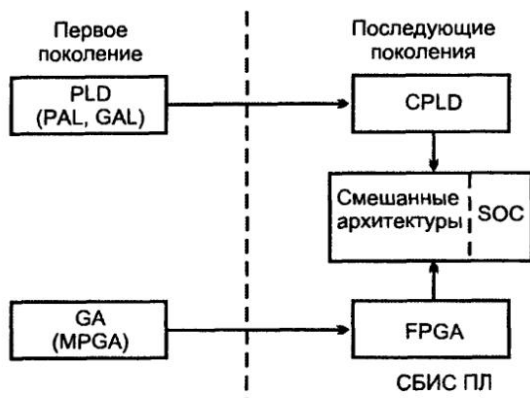 Первое
поколение
Последующие
поколения
PLD
(PAL, GAL)
CPLD
Смешанные
архитектуры
SOC
GA
(MPGA)
FPGA
СБИС ПЛ